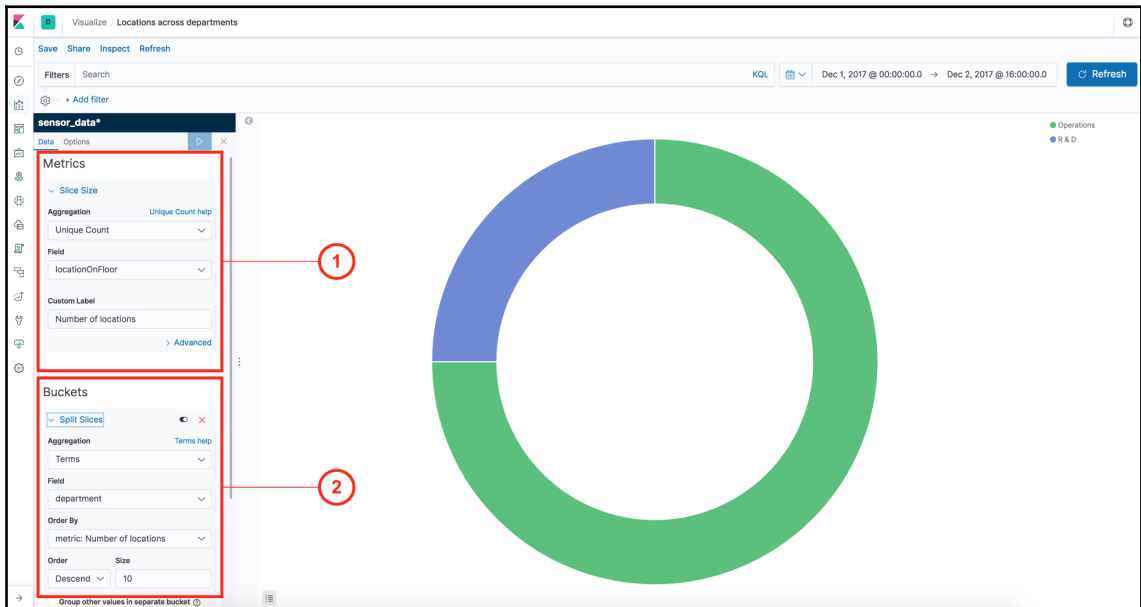 D Visualize / Locations across departments
Save Share Inspect Refresh
Filters Search KQL Dec 1, 2017 @ 00:00:00.0 → Dec 2, 2017 @ 16:00:00.0 Refresh
+ Add filter
sensor_data*
Data Options
Metrics
Slice Size
Aggregation Unique Count help
Unique Count
Field
locationOnFloor
Custom Label
Number of locations
> Advanced
1
Buckets
Split Slices
Aggregation Terms help
Terms
Field
department
Order By
metric: Number of locations
Order Size
Descend 10
Group other values in separate bucket
2
Operations
R & D